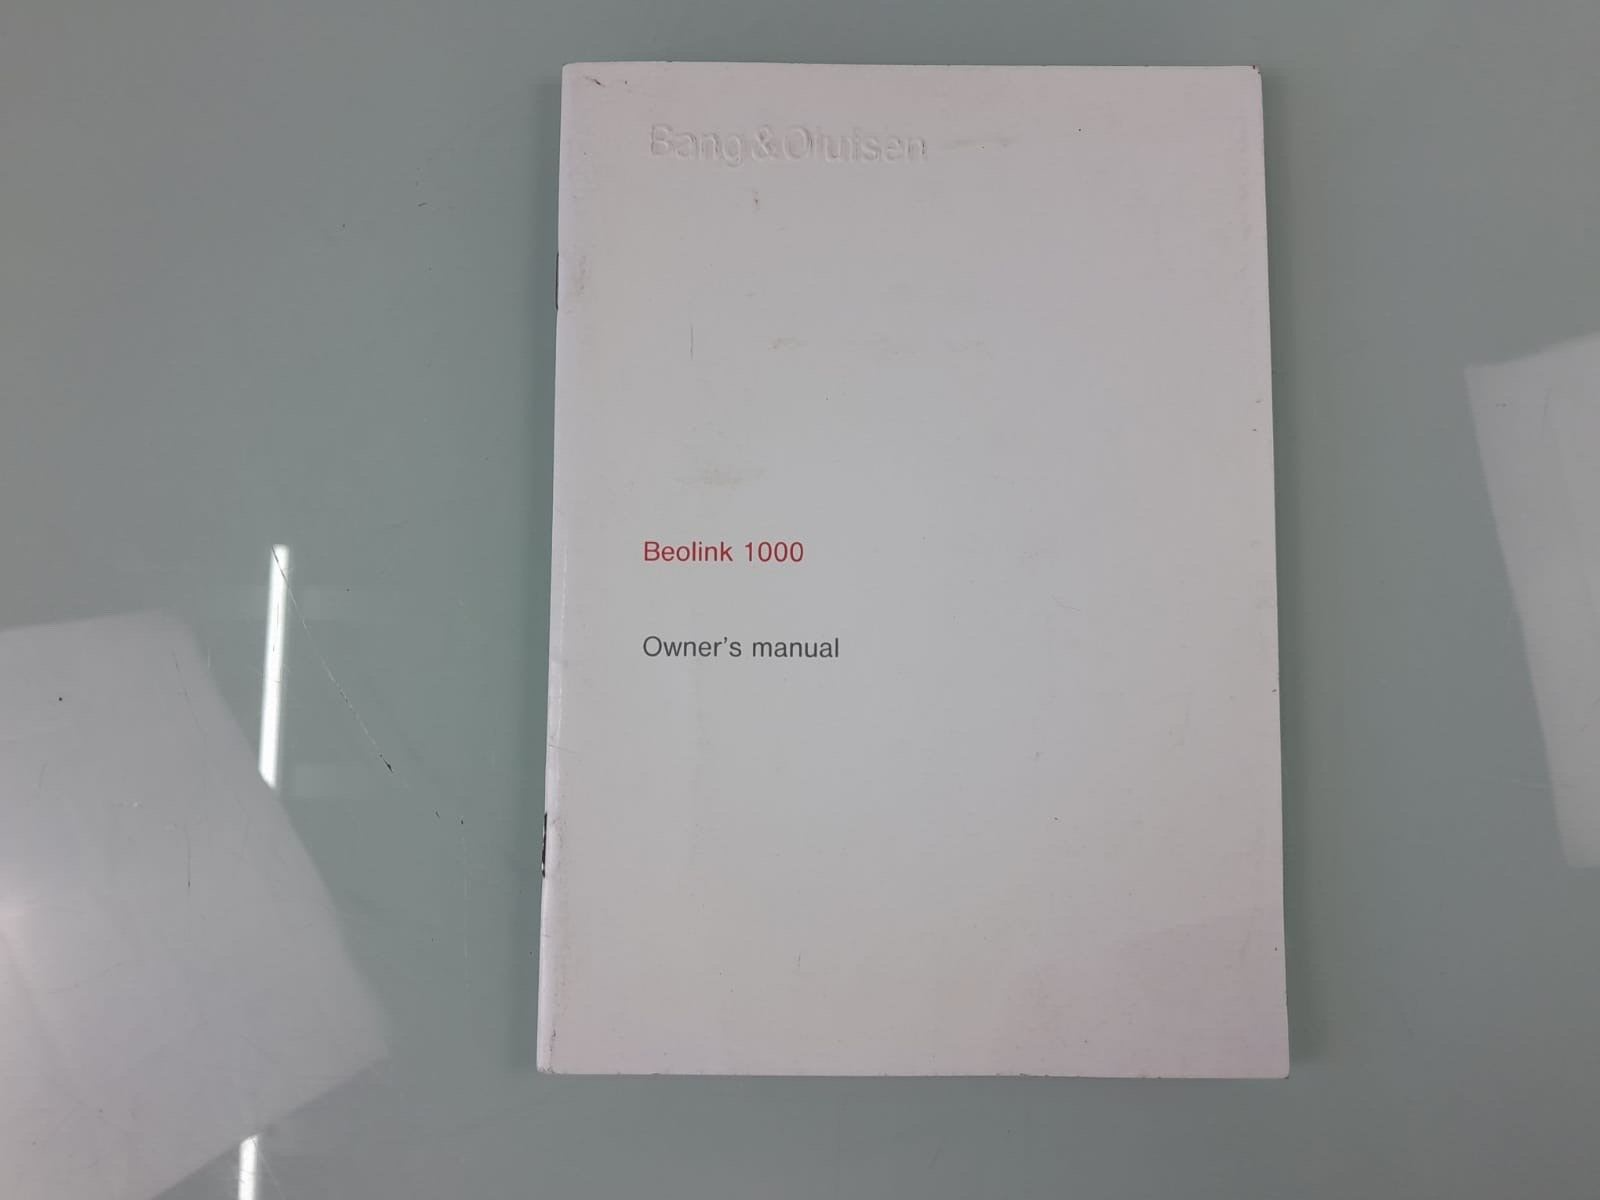 Bang & Olufsen
Beolink 1000
Owner's manual